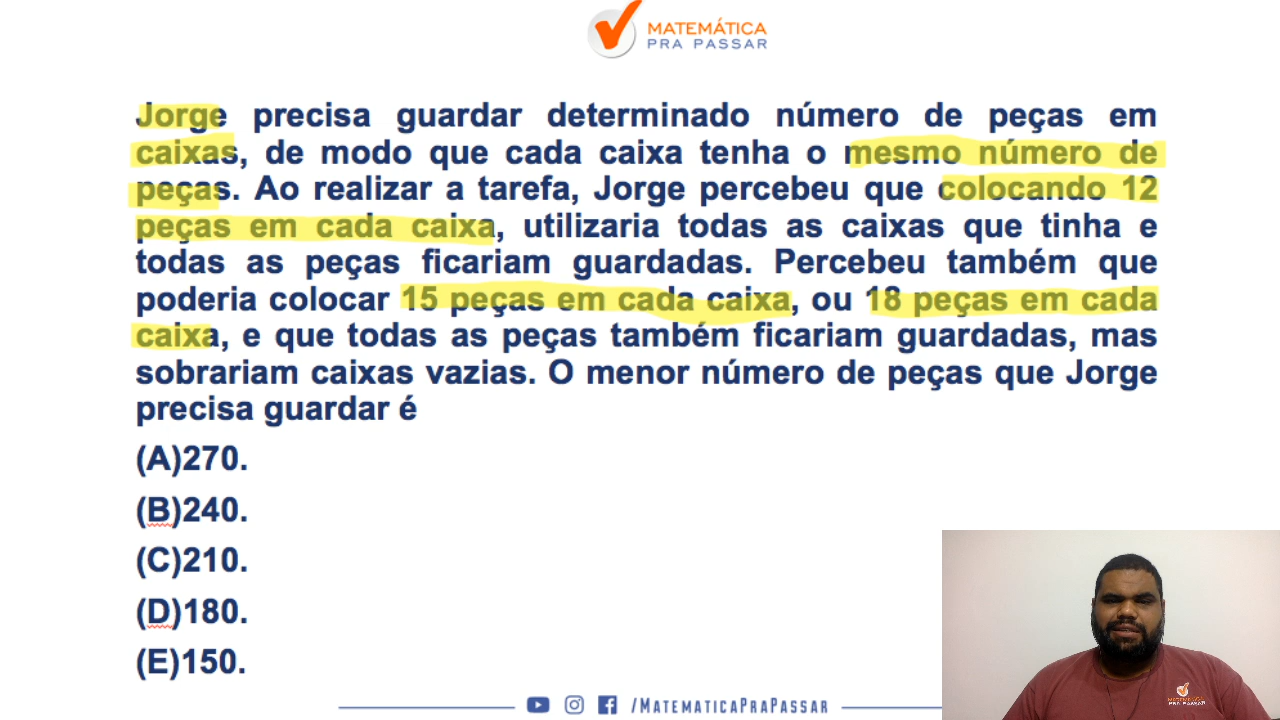 MATEMÁTICA
PRA PASSAR
Jorge precisa guardar determinado número de peças em
caixas, de modo que cada caixa tenha o mesmo número de
peças. Ao realizar a tarefa, Jorge percebeu que colocando 12
peças em cada caixa, utilizaria todas as caixas que tinha e
todas as peças ficariam guardadas. Percebeu também que
poderia colocar 15 peças em cada caixa, ou 18 peças em cada
caixa, e que todas as peças também ficariam guardadas, mas
sobrariam caixas vazias. O menor número de peças que Jorge
precisa guardar é
(A)270.
(B)240.
(C)210.
(D)180.
(E)150.
MATEMÁTICA
PRA PASSAR
/MATEMATICAPRAPASSAR